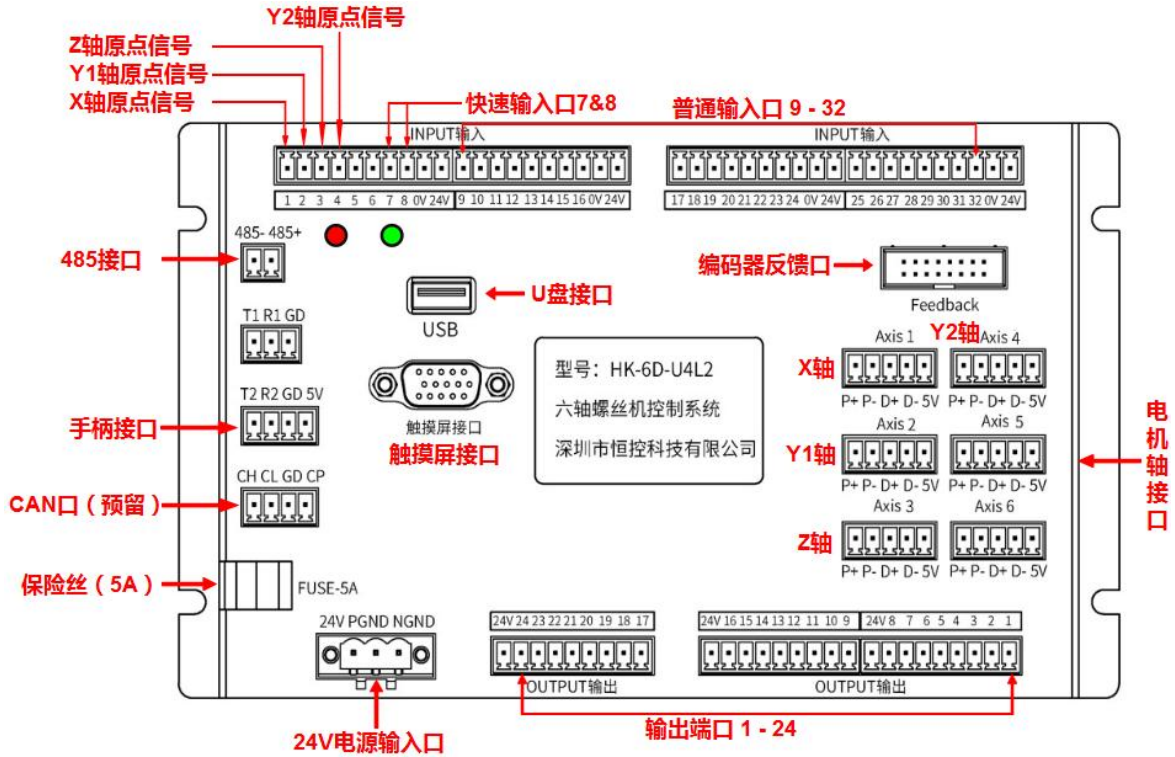 Y2轴原点信号
Z轴原点信号
Y1轴原点信号
X轴原点信号
快速输入口7&8
普通输入口 9 - 32
INPUT输入
INPUT输入
1 2 3 4 5 6 7 8 0V 24V 9 10 11 12 13 14 15 16 0V 24V
17 18 19 20 21 22 23 24 0V 24V 25 26 27 28 29 30 31 32 0V 24V
485- 485+
485接口
U盘接口
USB
编码器反馈口
Feedback
T1 R1 GD
Axis 1
Y2轴
Axis 4
X轴
P+ P- D+ D- 5V
P+ P- D+ D- 5V
型号：HK-6D-U4L2
六轴螺丝机控制系统
深圳市恒控科技有限公司
T2 R2 GD 5V
手柄接口
触摸屏接口
触摸屏接口
Axis 2
Axis 5
Y1轴
P+ P- D+ D- 5V
P+ P- D+ D- 5V
电机轴接口
CH CL GD CP
CAN口（预留）
Axis 3
Axis 6
Z轴
P+ P- D+ D- 5V
P+ P- D+ D- 5V
保险丝（5A）
FUSE-5A
24V PGND NGND
24V 24 23 22 21 20 19 18 17
24V 16 15 14 13 12 11 10 9
24V 8 7 6 5 4 3 2 1
OUTPUT输出
OUTPUT输出
24V电源输入口
输出端口 1 - 24